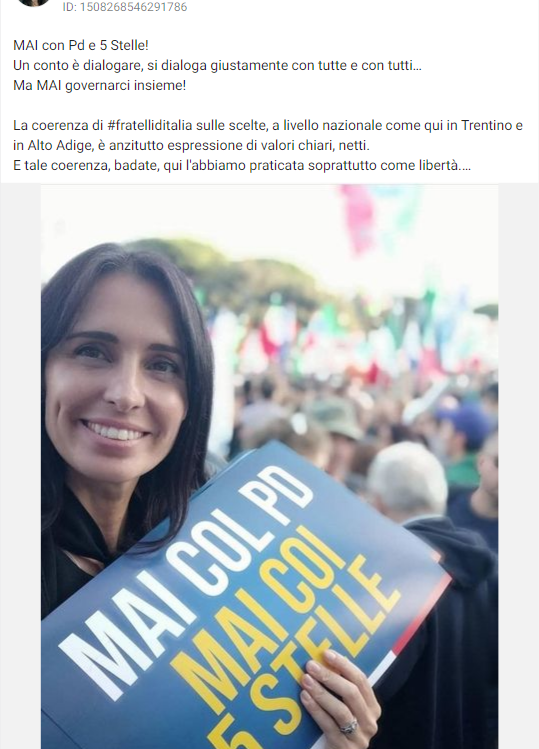 ID: 1508268546291786
MAI con Pd e 5 Stelle!
Un conto è dialogare, si dialoga giustamente con tutte e con tutti...
Ma MAI governarci insieme!
La coerenza di #fratelliditalia sulle scelte, a livello nazionale come qui in Trentino e
in Alto Adige, è anzitutto espressione di valori chiari, netti.
E tale coerenza, badate, qui l'abbiamo praticata soprattutto come libertà....
MAI COL PD
MAI COI
5 STELLE